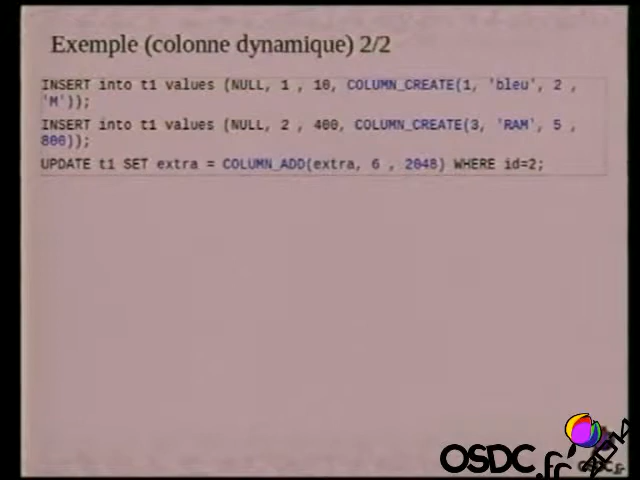 Exemple (colonne dynamique) 2/2
INSERT into t1 values (NULL, 1 , 10, COLUMN_CREATE(1, 'bleu', 2 ,
'M'));
INSERT into t1 values (NULL, 2 , 400, COLUMN_CREATE(3, 'RAM', 5 ,
800));
UPDATE t1 SET extra = COLUMN_ADD(extra, 6 , 2048) WHERE id=2;
OSDC.fr